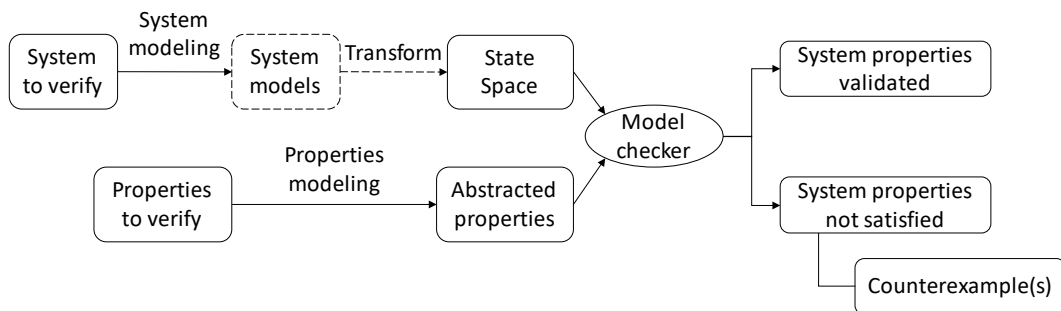 System
modeling
System
to verify
System
models
Transform
State
Space
Model
checker
System properties
validated
Properties
to verify
Properties
modeling
Abstracted
properties
System properties
not satisfied
Counterexample(s)